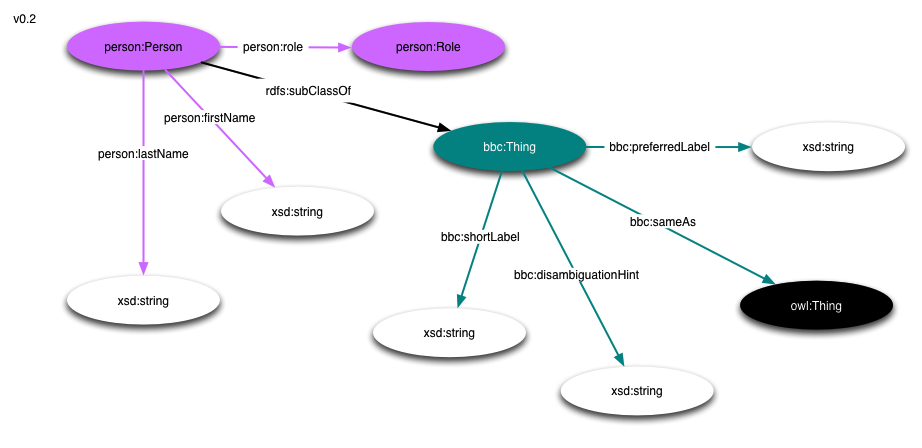 v0.2
person:Person
person:role
person:Role
rdfs:subClassOf
person:firstName
person:lastName
bbc:Thing
bbc:preferredLabel
xsd:string
xsd:string
bbc:sameAs
bbc:shortLabel
bbc:disambiguationHint
xsd:string
owl:Thing
xsd:string
xsd:string